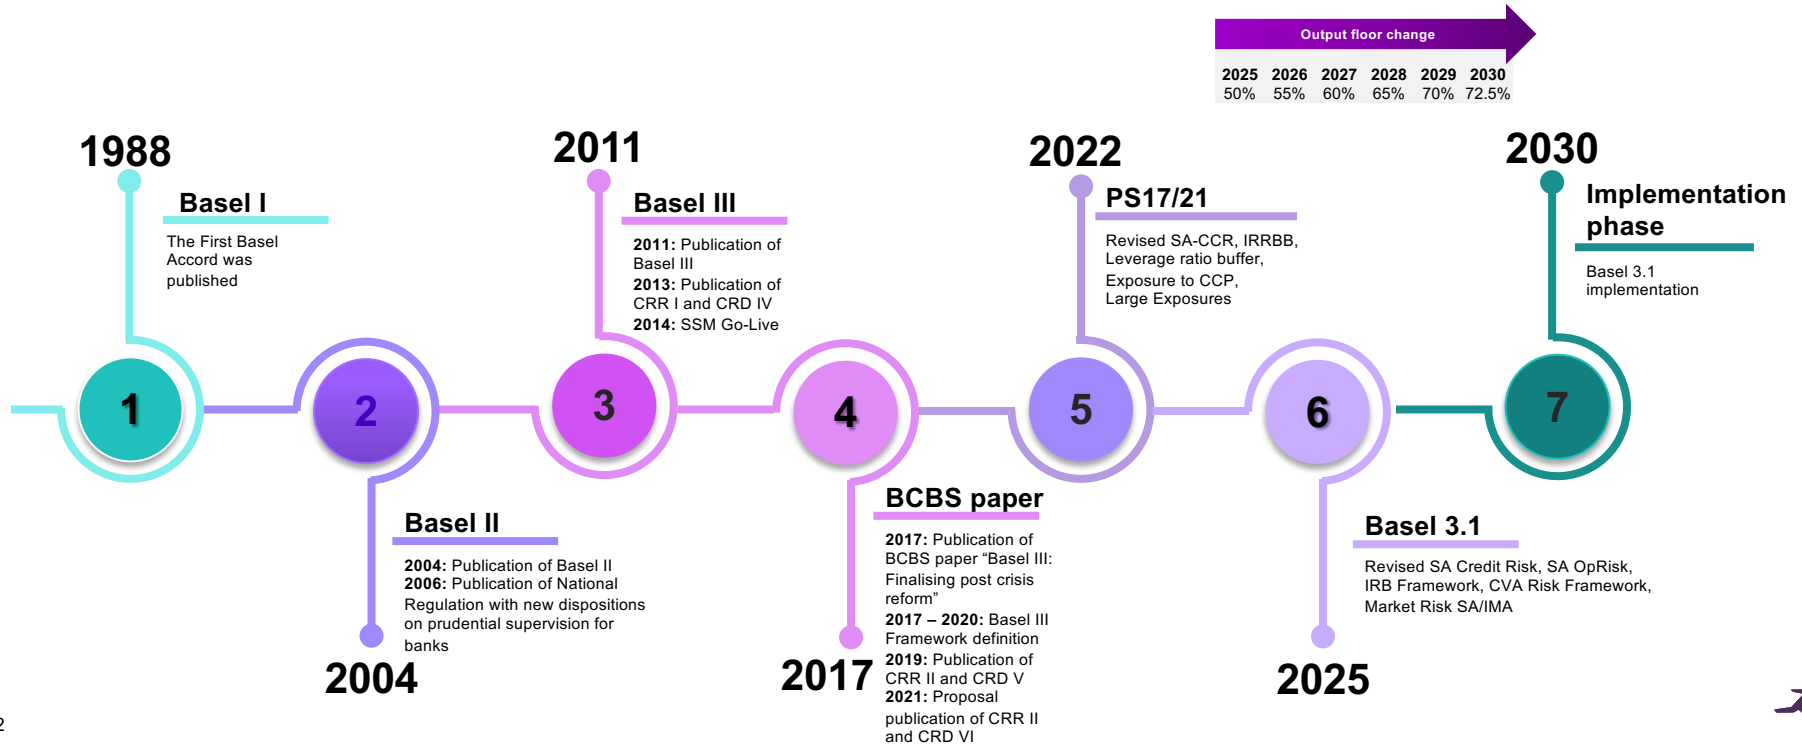 Output floor change
2025 2026 2027 2028 2029 2030
50% 55% 60% 65% 70% 72.5%
1988
Basel I
The First Basel
Accord was
published
2011
Basel III
2011: Publication of
Basel III
2013: Publication of
CRR I and CRD IV
2014: SSM Go-Live
2022
PS17/21
Revised SA-CCR, IRRBB,
Leverage ratio buffer,
Exposure to CCP,
Large Exposures
2030
Implementation
phase
Basel 3.1
implementation
1
2
3
4
5
6
7
Basel II
2004: Publication of Basel II
2006: Publication of National
Regulation with new dispositions
on prudential supervision for
banks
2004
BCBS paper
2017: Publication of
BCBS paper “Basel III:
Finalising post crisis
reform”
2017 – 2020: Basel III
Framework definition
2019: Publication of
CRR II and CRD V
2021: Proposal
publication of CRR II
and CRD VI
2017
Basel 3.1
Revised SA Credit Risk, SA OpRisk,
IRB Framework, CVA Risk Framework,
Market Risk SA/IMA
2025
2